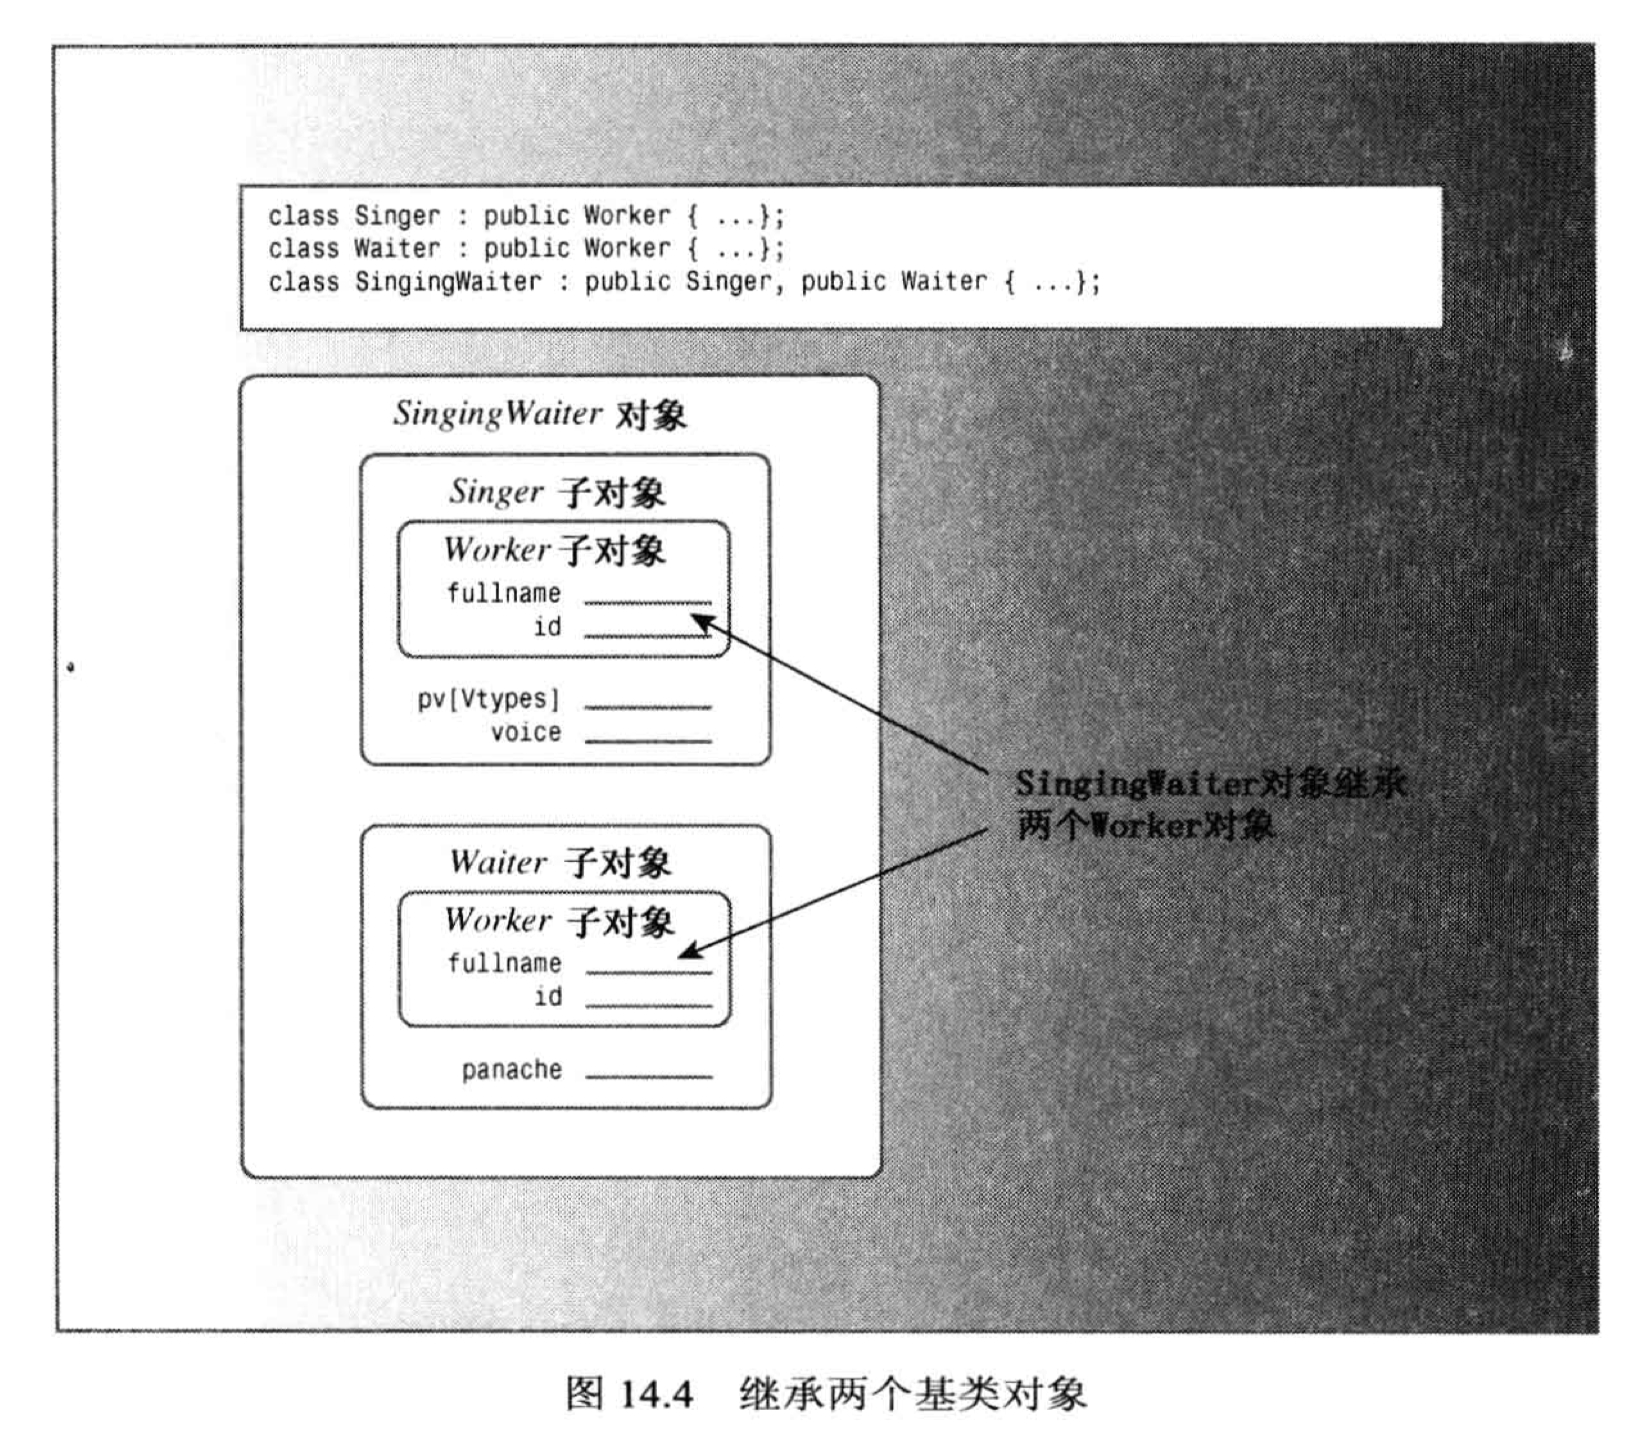 class Singer : public Worker { ...};
class Waiter : public Worker { ...};
class SingingWaiter : public Singer, public Waiter { ...};
SingingWaiter 对象
Singer 子对象
Worker 子对象
fullname
id
pv[Vtypes]
voice
SingingWaiter对象继承
两个Worker对象
Waiter 子对象
Worker 子对象
fullname
id
panache
图 14.4 继承两个基类对象